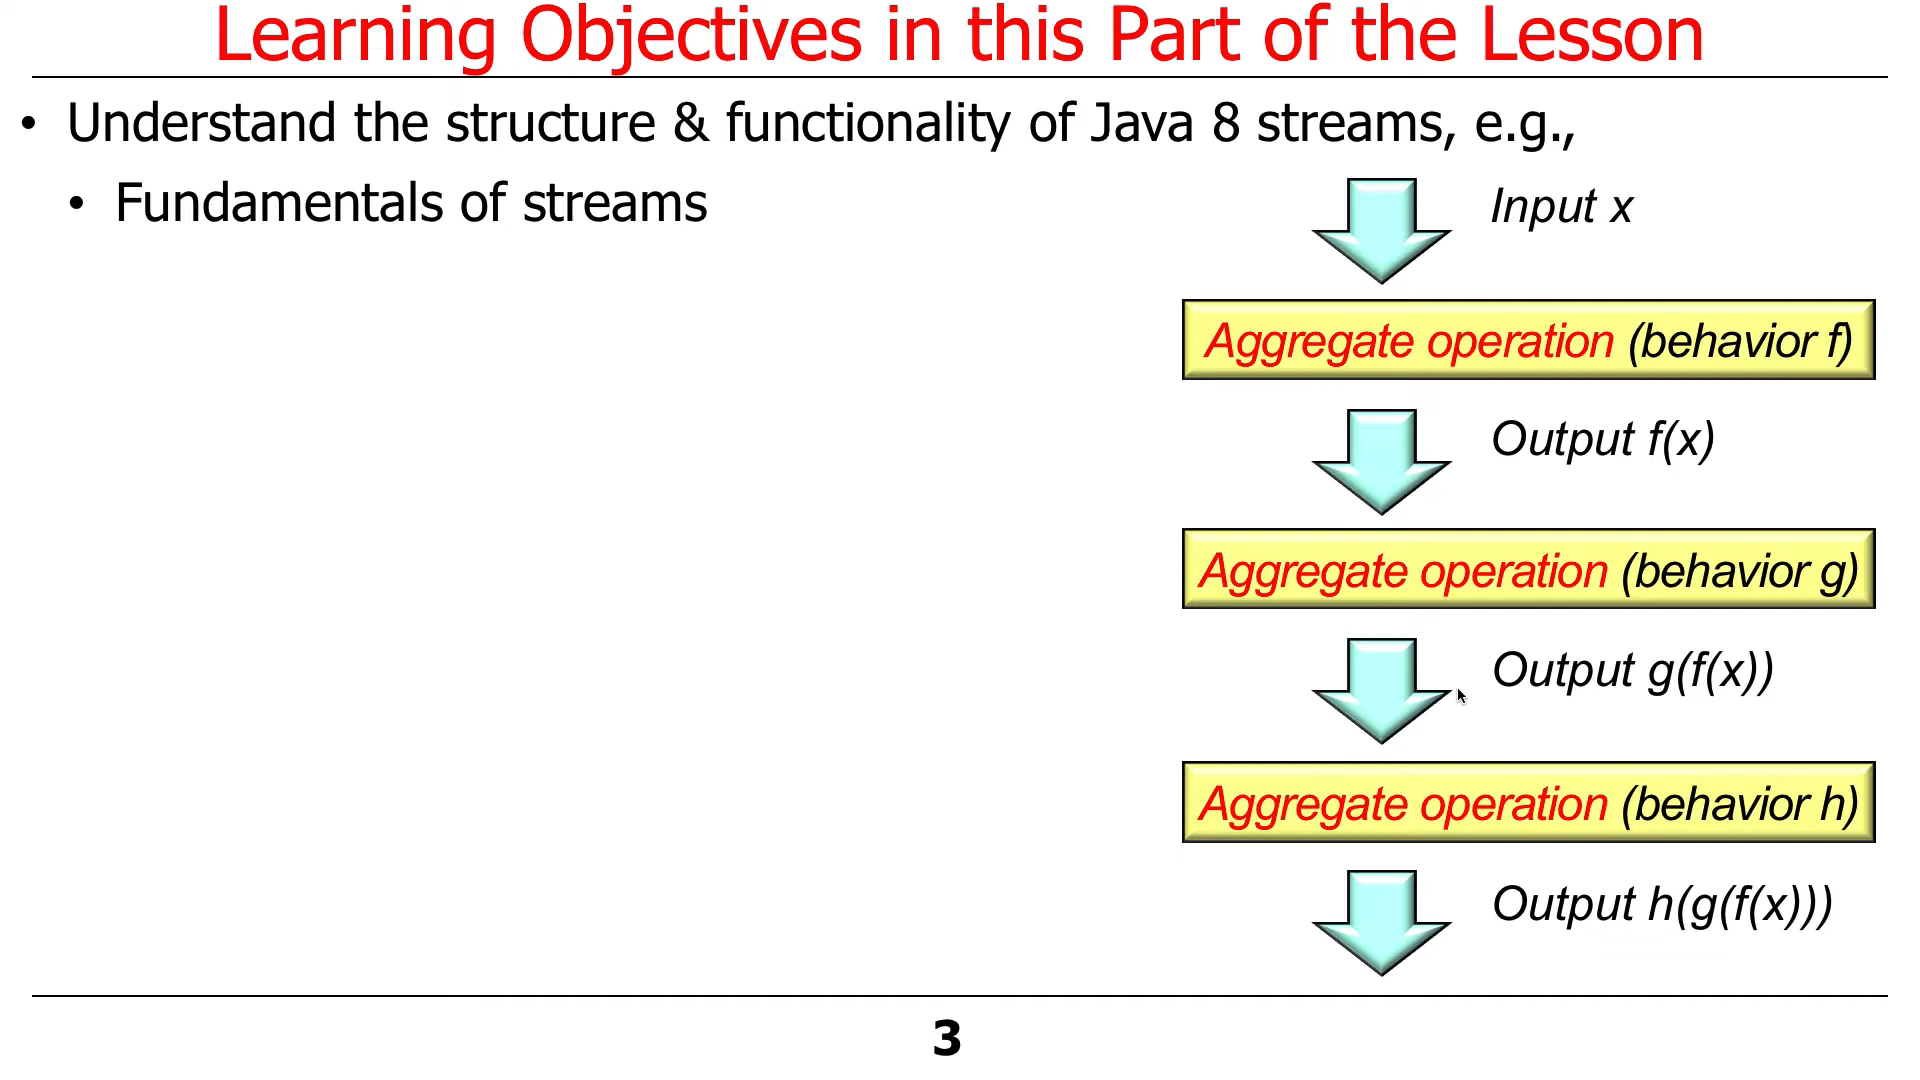 Learning Objectives in this Part of the Lesson
• Understand the structure & functionality of Java 8 streams, e.g.,
• Fundamentals of streams
Input x
Aggregate operation (behavior f)
Output f(x)
Aggregate operation (behavior g)
Output g(f(x))
Aggregate operation (behavior h)
Output h(g(f(x)))
3